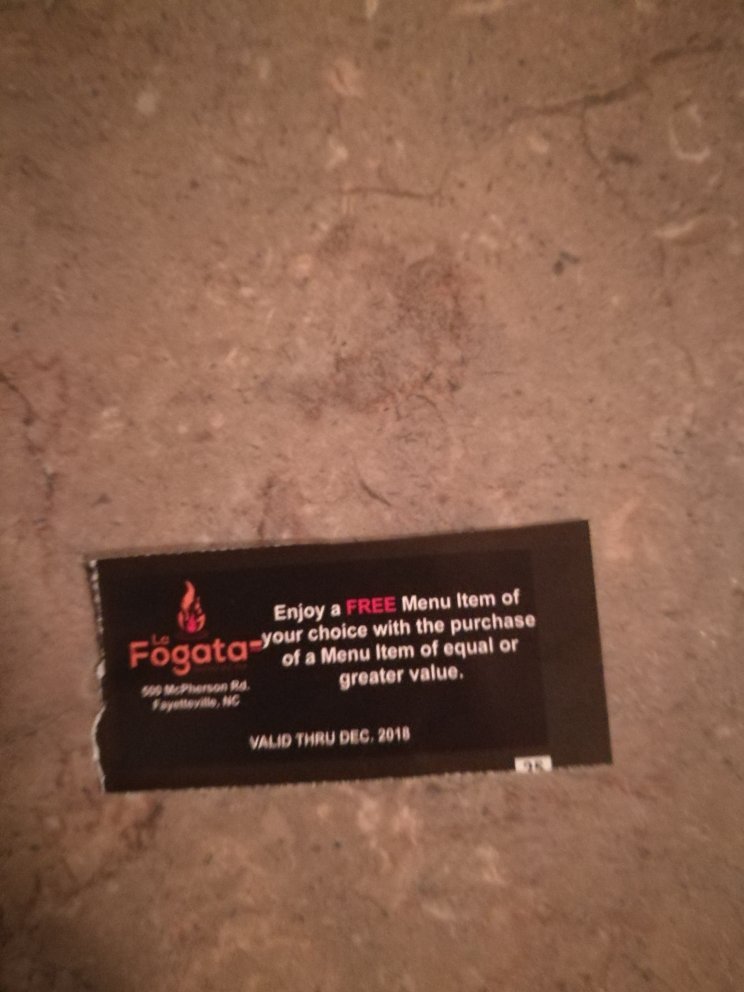 La
Fogata
500 McPherson Rd.
Fayetteville, NC
Enjoy a FREE Menu Item of
your choice with the purchase
of a Menu Item of equal or
greater value.
VALID THRU DEC. 2018